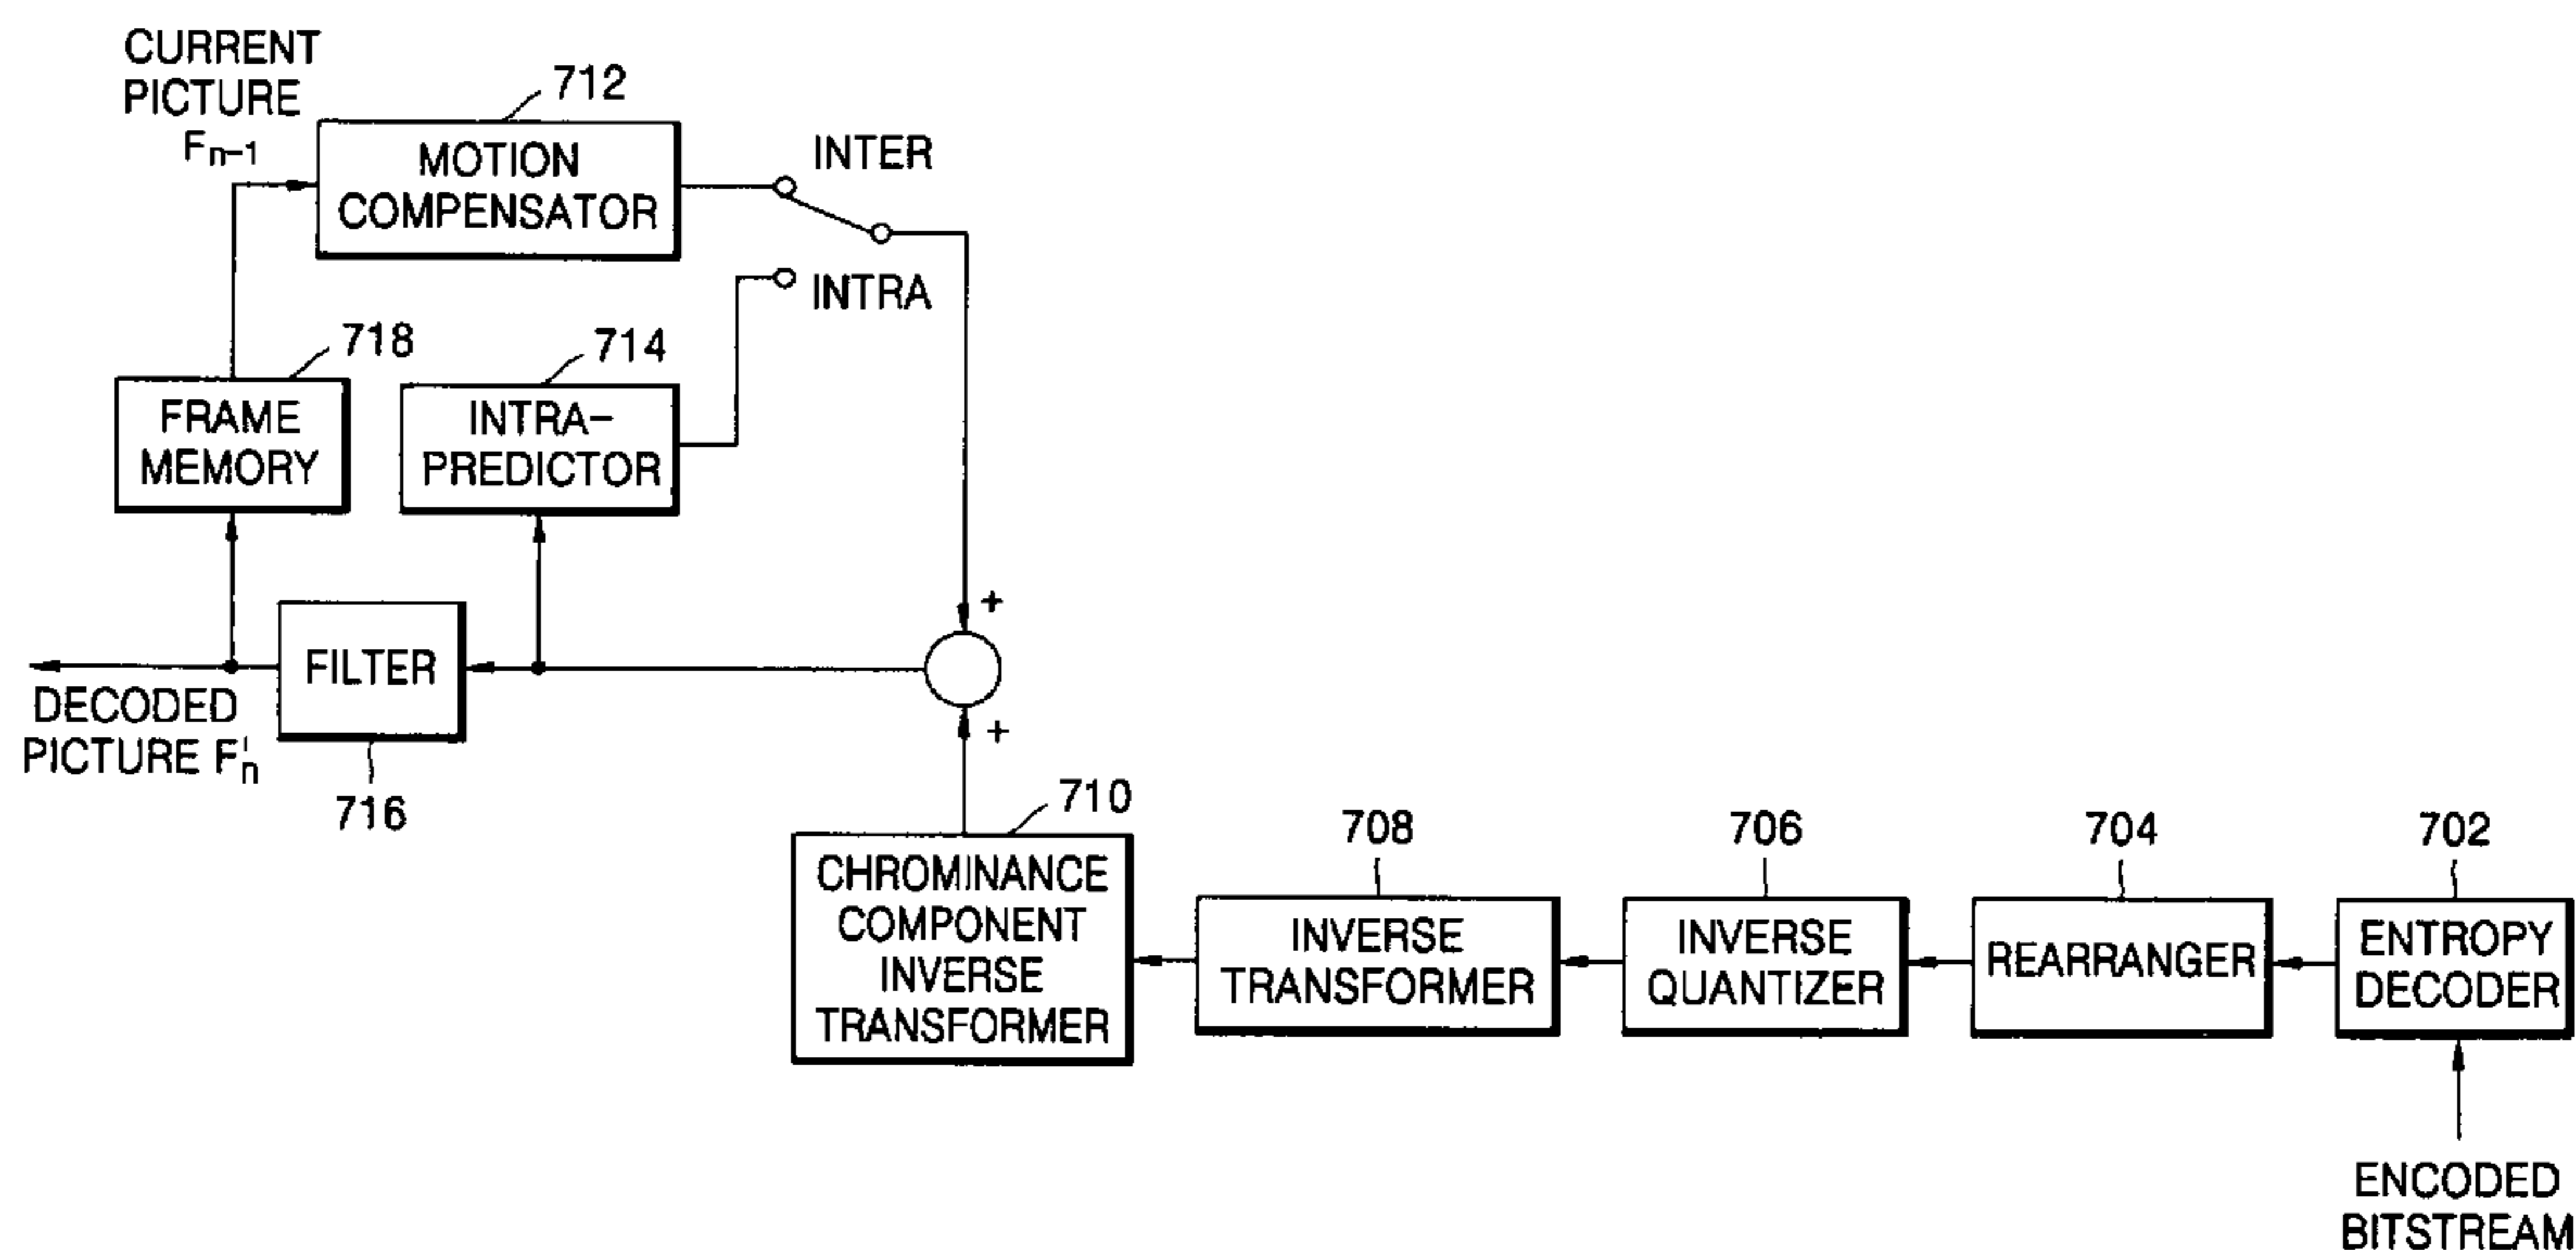 CURRENT
PICTURE
Fn-1
712
MOTION
COMPENSATOR
INTER
INTRA
718
FRAME
MEMORY
714
INTRA-
PREDICTOR
+
FILTER
716
DECODED
PICTURE F'n
+
710
CHROMINANCE
COMPONENT
INVERSE
TRANSFORMER
708
INVERSE
TRANSFORMER
706
INVERSE
QUANTIZER
704
REARRANGER
702
ENTROPY
DECODER
ENCODED
BITSTREAM